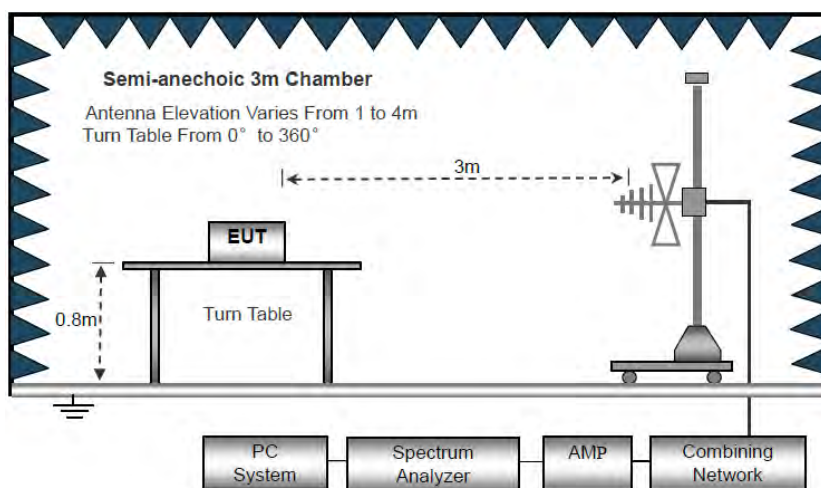 Semi-anechoic 3m Chamber
Antenna Elevation Varies From 1 to 4m
Turn Table From 0° to 360°
3m
EUT
0.8m
Turn Table
PC System
Spectrum Analyzer
AMP
Combining Network